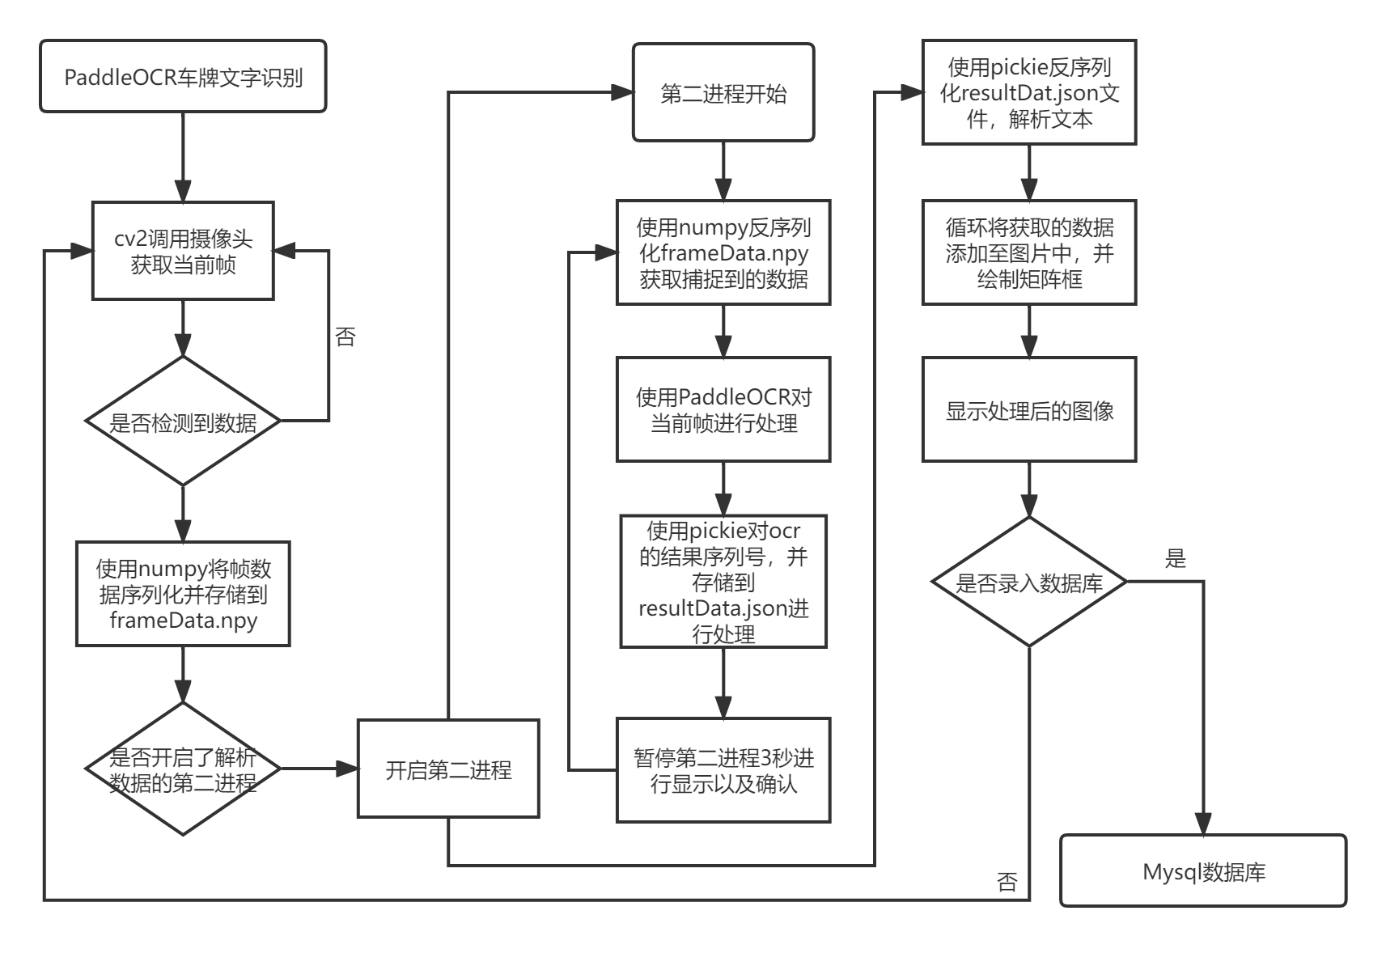 PaddleOCR车牌文字识别
cv2调用摄像头
获取当前帧
否
是否检测到数据
使用numpy将帧数
据序列化并存储到
frameData.npy
是否开启了解析
数据的第二进程
开启第二进程
第二进程开始
使用numpy反序列
化frameData.npy
获取捕捉到的数据
使用PaddleOCR对
当前帧进行处理
使用pickie对ocr
的结果序列号，并
存储到
resultData.json进
行处理
暂停第二进程3秒进
行显示以及确认
使用pickie反序列
化resultDat.json文
件，解析文本
循环将获取的数据
添加至图片中，并
绘制矩阵框
显示处理后的图像
是否录入数据库
是
否
Mysql数据库